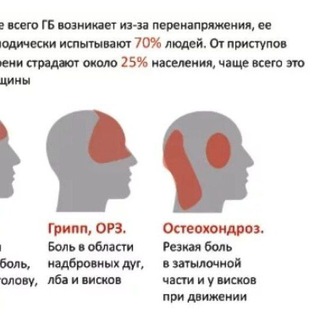 е всего ГБ возникает из-за перенапряжения, ее
иодически испытывают 70% людей. От приступов
рени страдают около 25% населения, чаще всего это
щины
Грипп, ОРЗ.
Боль в области
надбровных дуг,
лба и висков
Остеохондроз.
Резкая боль
в затылочной
части и у висков
при движении
боль,
голову,